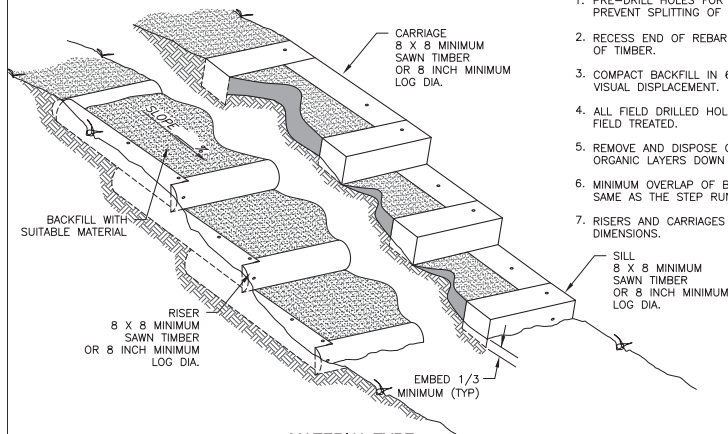 1. PRE-DRILL HOLES FOR
PREVENT SPLITTING OF
2. RECESS END OF REBAR
OF TIMBER.
3. COMPACT BACKFILL IN 6
VISUAL DISPLACEMENT.
4. ALL FIELD DRILLED HOL
FIELD TREATED.
5. REMOVE AND DISPOSE
ORGANIC LAYERS DOWN
6. MINIMUM OVERLAP OF B
SAME AS THE STEP RUN
7. RISERS AND CARRIAGES
DIMENSIONS.
CARRIAGE
8 X 8 MINIMUM
SAWN TIMBER
OR 8 INCH MINIMUM
LOG DIA.
SLOPE
%
BACKFILL WITH
SUITABLE MATERIAL
RISER
8 X 8 MINIMUM
SAWN TIMBER
OR 8 INCH MINIMUM
LOG DIA.
SILL
8 X 8 MINIMUM
SAWN TIMBER
OR 8 INCH MINIMUM
LOG DIA.
EMBED 1/3
MINIMUM (TYP)
MATERIAL TYPE